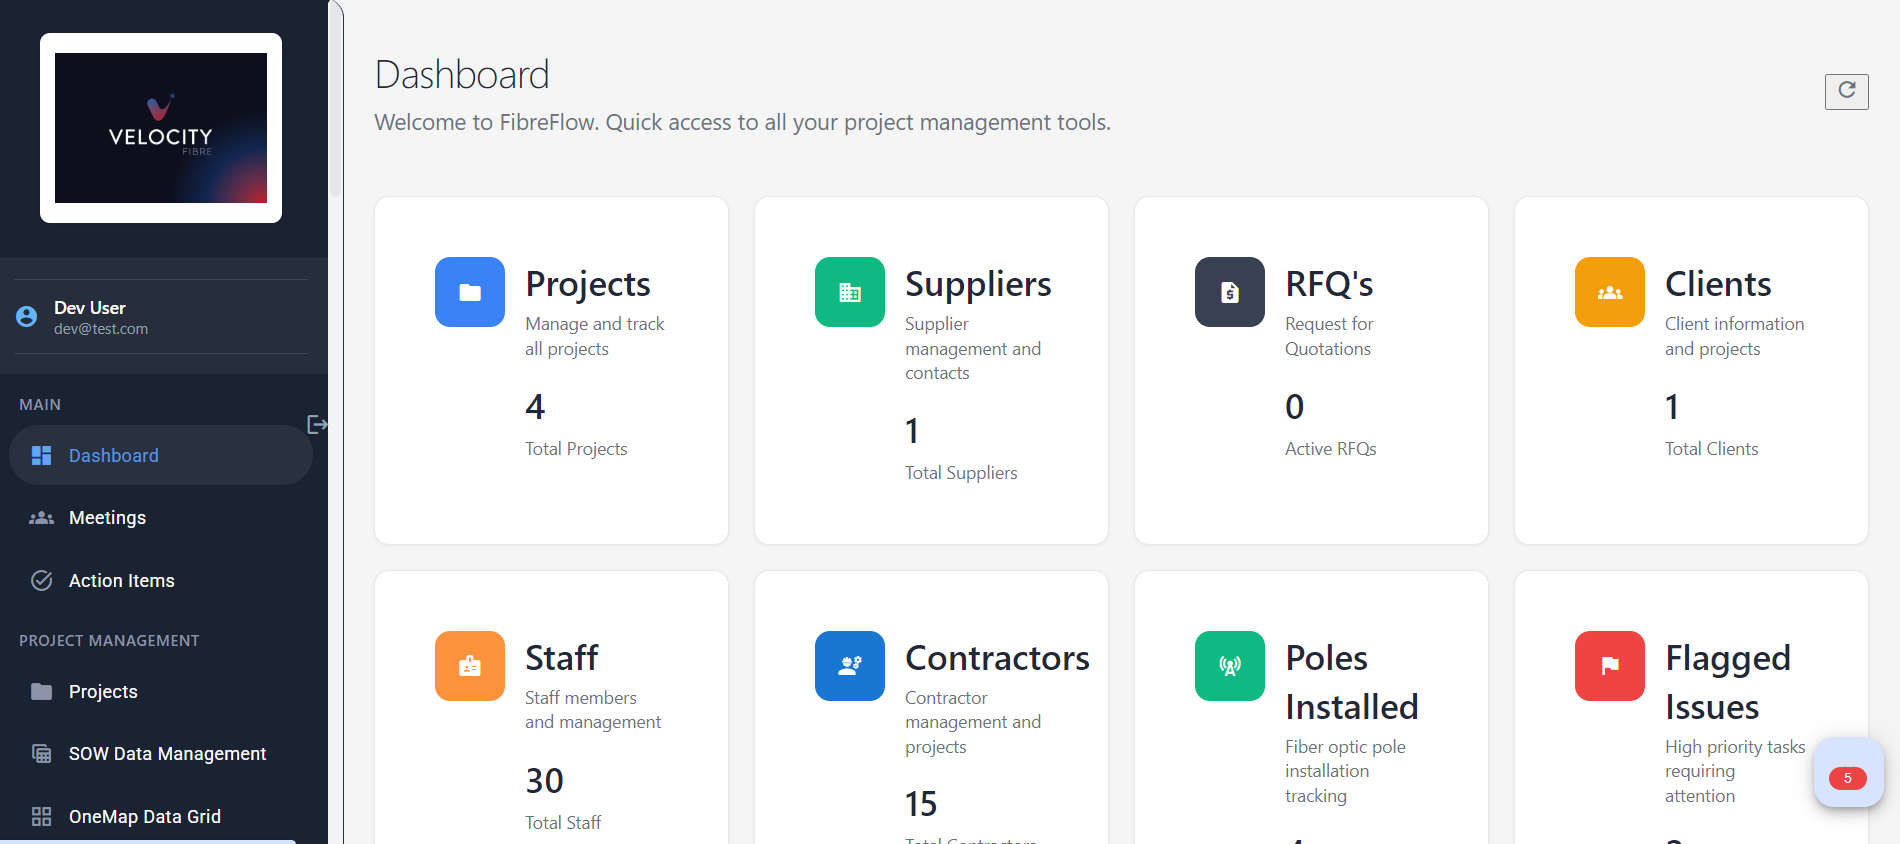 VELOCITY
FIBRE
Dev User
dev@test.com
MAIN
Dashboard
Meetings
Action Items
PROJECT MANAGEMENT
Projects
SOW Data Management
OneMap Data Grid
Dashboard
Welcome to FibreFlow. Quick access to all your project management tools.
Projects
Manage and track
all projects
4
Total Projects
Suppliers
Supplier
management and
contacts
1
Total Suppliers
RFQ's
Request for
Quotations
0
Active RFQs
Clients
Client information
and projects
1
Total Clients
Staff
Staff members
and management
30
Total Staff
Contractors
Contractor
management and
projects
15
Total Contractors
Poles
Installed
Fiber optic pole
installation
tracking
Flagged
Issues
High priority tasks
requiring
attention
5